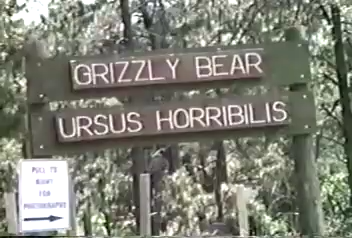 GRIZZLY BEAR
URSUS HORRIBILIS
PULL TO
RIGHT
FOR
PHOTOGRAPHS